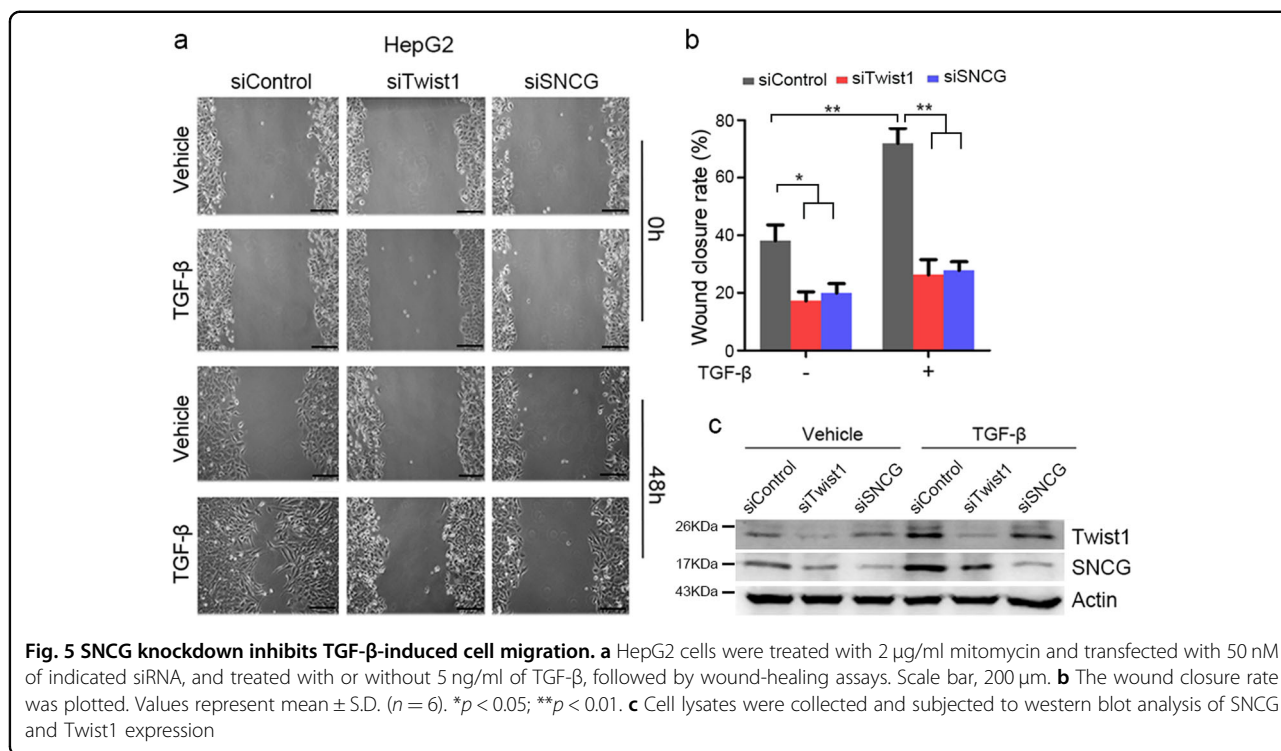 a
HepG2
siControl siTwist1 siSNCG
Vehicle
TGF-β
0h
Vehicle
TGF-β
48h
b
siControl siTwist1 siSNCG
Wound closure rate (%)
80
60
40
20
0
**
**
*
TGF-β - +
c
Vehicle TGF-β
siControl siTwist1 siSNCG siControl siTwist1 siSNCG
26KDa Twist1
17KDa SNCG
43KDa Actin
Fig. 5 SNCG knockdown inhibits TGF-β-induced cell migration. a HepG2 cells were treated with 2 μg/ml mitomycin and transfected with 50 nM
of indicated siRNA, and treated with or without 5 ng/ml of TGF-β, followed by wound-healing assays. Scale bar, 200 μm. b The wound closure rate
was plotted. Values represent mean ± S.D. (n = 6). *p < 0.05; **p < 0.01. c Cell lysates were collected and subjected to western blot analysis of SNCG
and Twist1 expression